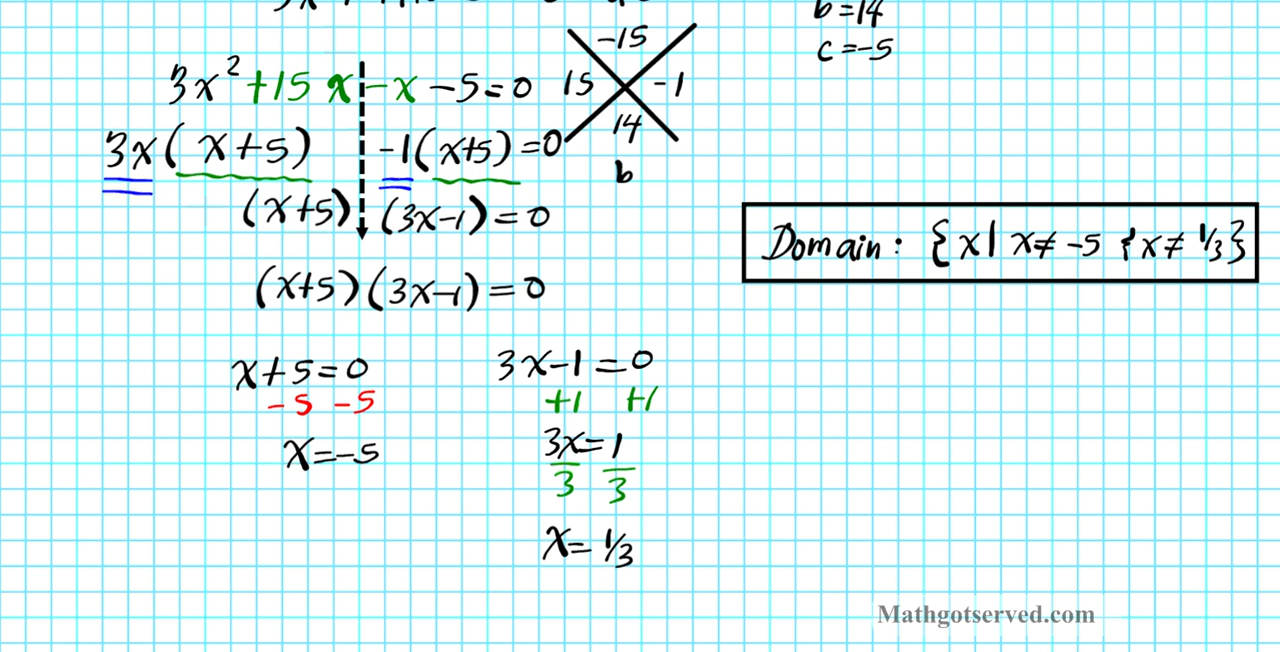 b = 14
c = -5
3x² + 15x - x - 5 = 0
-15
15 -1
14
b
3x(x+5) -1(x+5) = 0
(x+5) (3x-1) = 0
Domain: {x| x≠ -5 & x≠ 1/3}
(x+5)(3x-1) = 0
x+5 = 0 3x-1 = 0
-5 -5 +1 +1
x = -5 3x = 1
3 3
x = 1/3
Mathgotserved.com